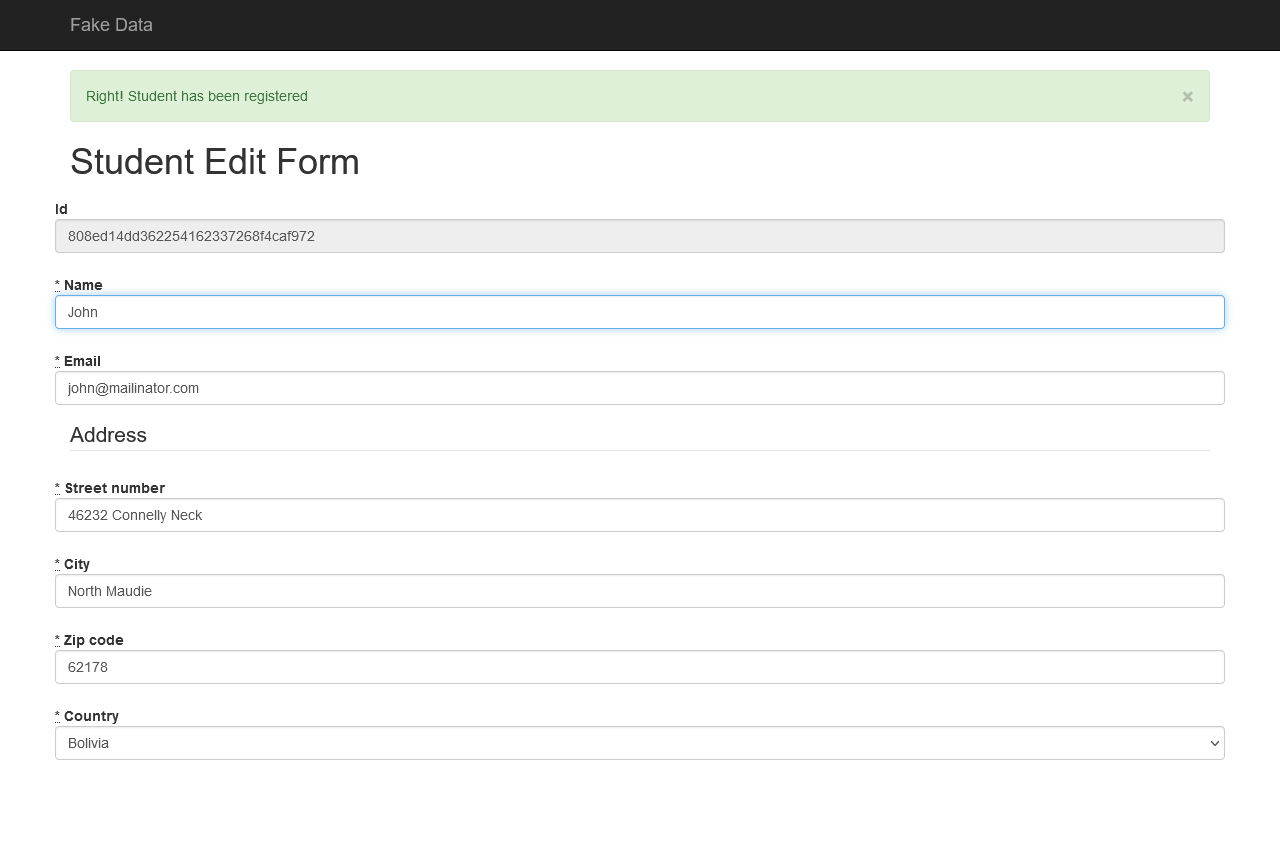 Fake Data
Right! Student has been registered ×
Student Edit Form
Id
808ed14dd362254162337268f4caf972
* Name
John
* Email
john@mailinator.com
Address
* Street number
46232 Connelly Neck
* City
North Maudie
* Zip code
62178
* Country
Bolivia